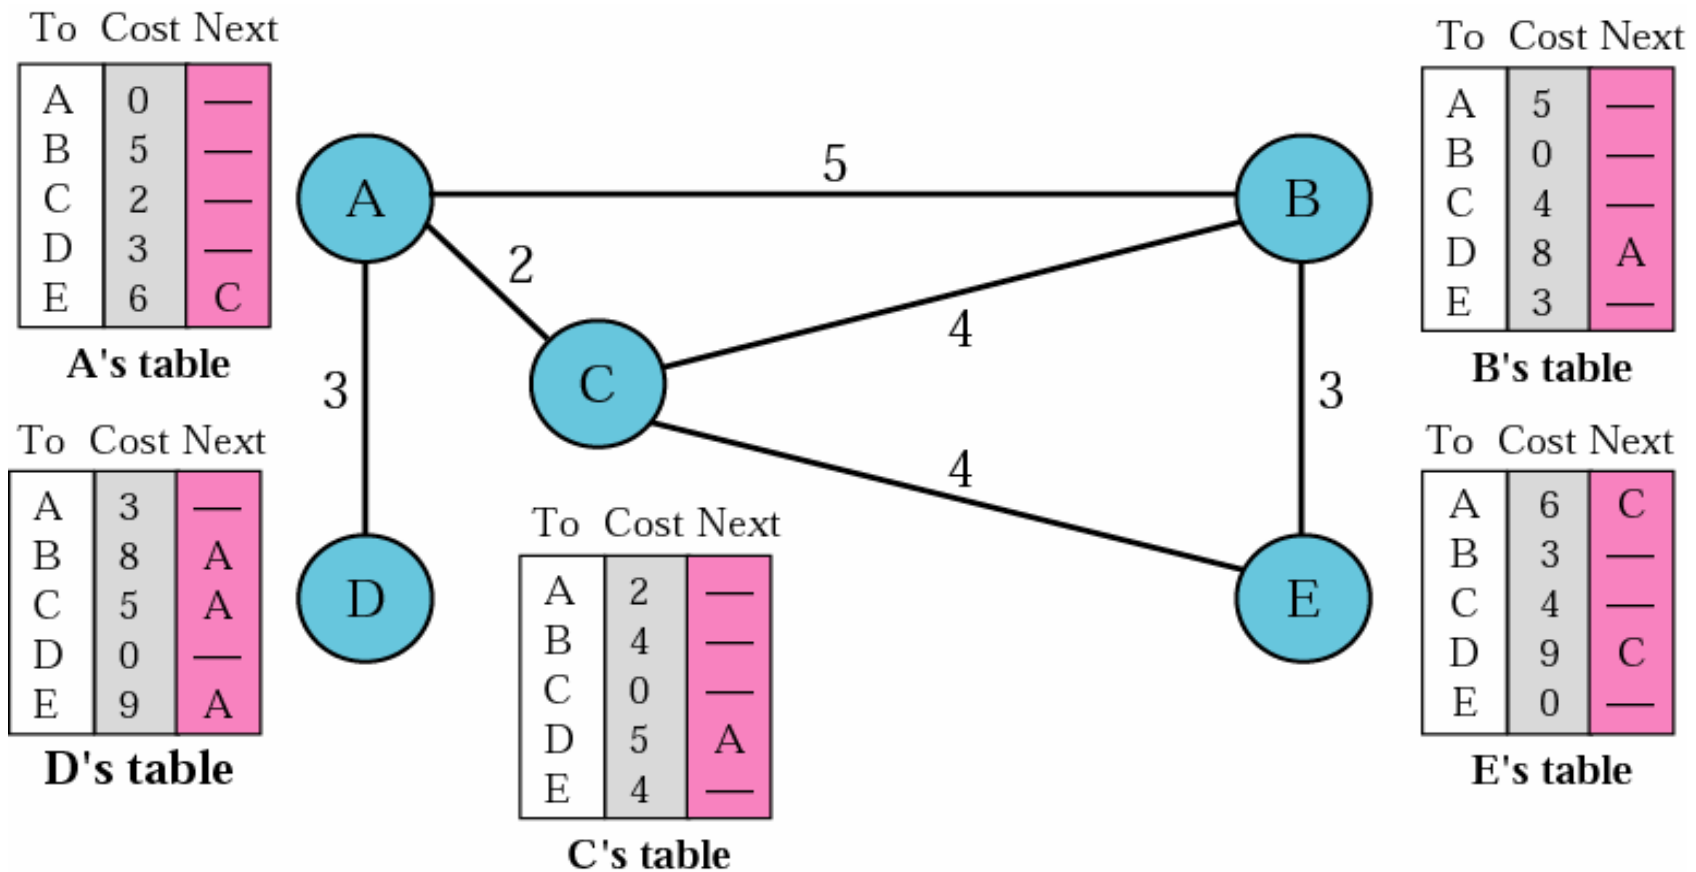 To Cost Next
A 0 —
B 5 —
C 2 —
D 3 —
E 6 C
A's table
To Cost Next
A 5 —
B 0 —
C 4 —
D 8 A
E 3 —
B's table
A
5
B
2
4
C
3
3
4
D
E
To Cost Next
A 3 —
B 8 A
C 5 A
D 0 —
E 9 A
D's table
To Cost Next
A 2 —
B 4 —
C 0 —
D 5 A
E 4 —
C's table
To Cost Next
A 6 C
B 3 —
C 4 —
D 9 C
E 0 —
E's table